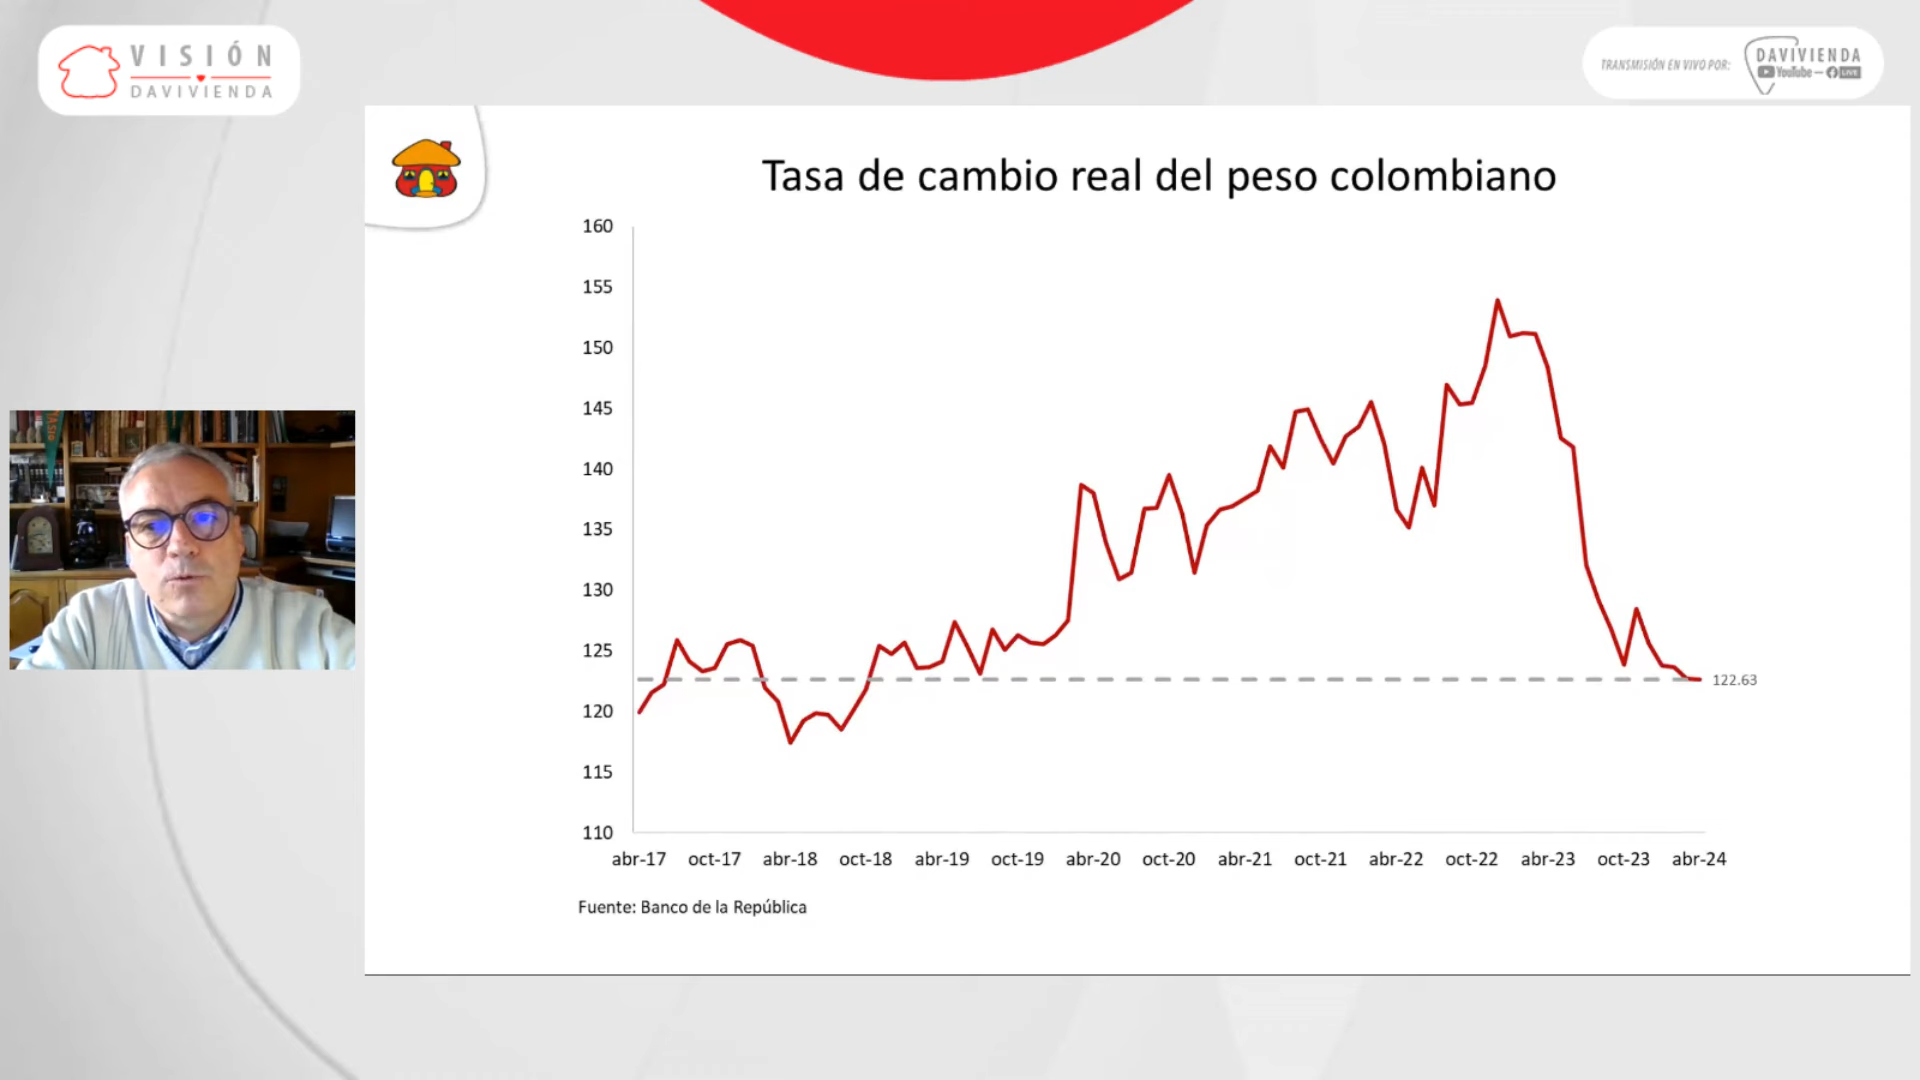 VISIÓN
DAVIVIENDA
TRANSMISIÓN EN VIVO POR:
DAVIVIENDA
YouTube — LIVE
Tasa de cambio real del peso colombiano
160
155
150
145
140
135
130
125
120
115
110
122.63
abr-17 oct-17 abr-18 oct-18 abr-19 oct-19 abr-20 oct-20 abr-21 oct-21 abr-22 oct-22 abr-23 oct-23 abr-24
Fuente: Banco de la República